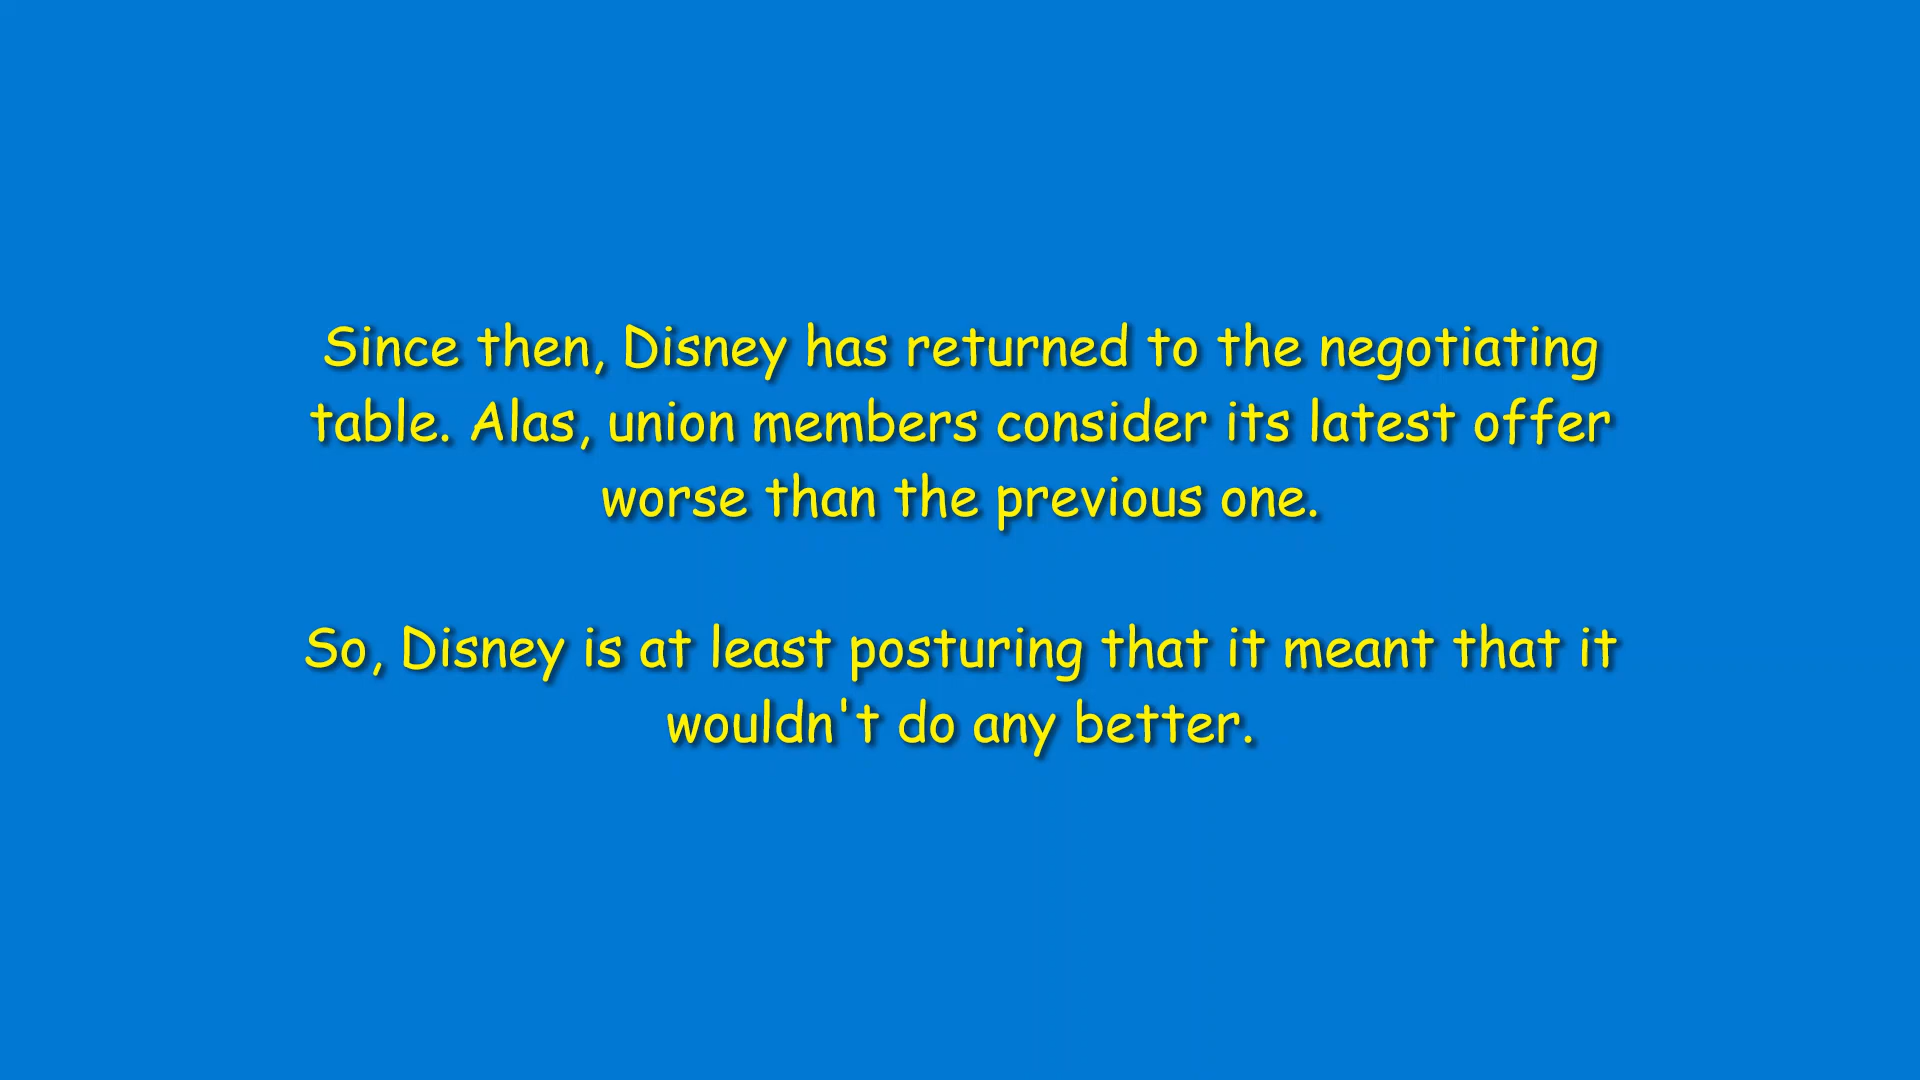 Since then, Disney has returned to the negotiating
table. Alas, union members consider its latest offer
worse than the previous one.
So, Disney is at least posturing that it meant that it
wouldn't do any better.